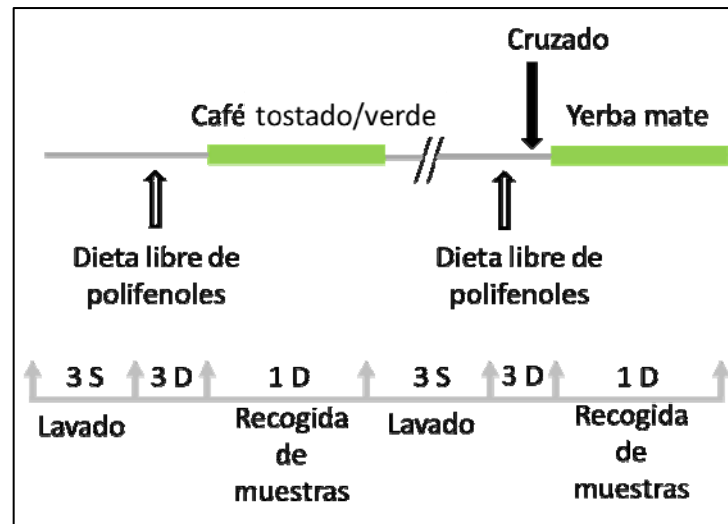 Cruzado
Café tostado/verde
Yerba mate
Dieta libre de
polifenoles
Dieta libre de
polifenoles
3 S
3 D
1 D
3 S
3 D
1 D
Lavado
Recogida
de
muestras
Lavado
Recogida
de
muestras